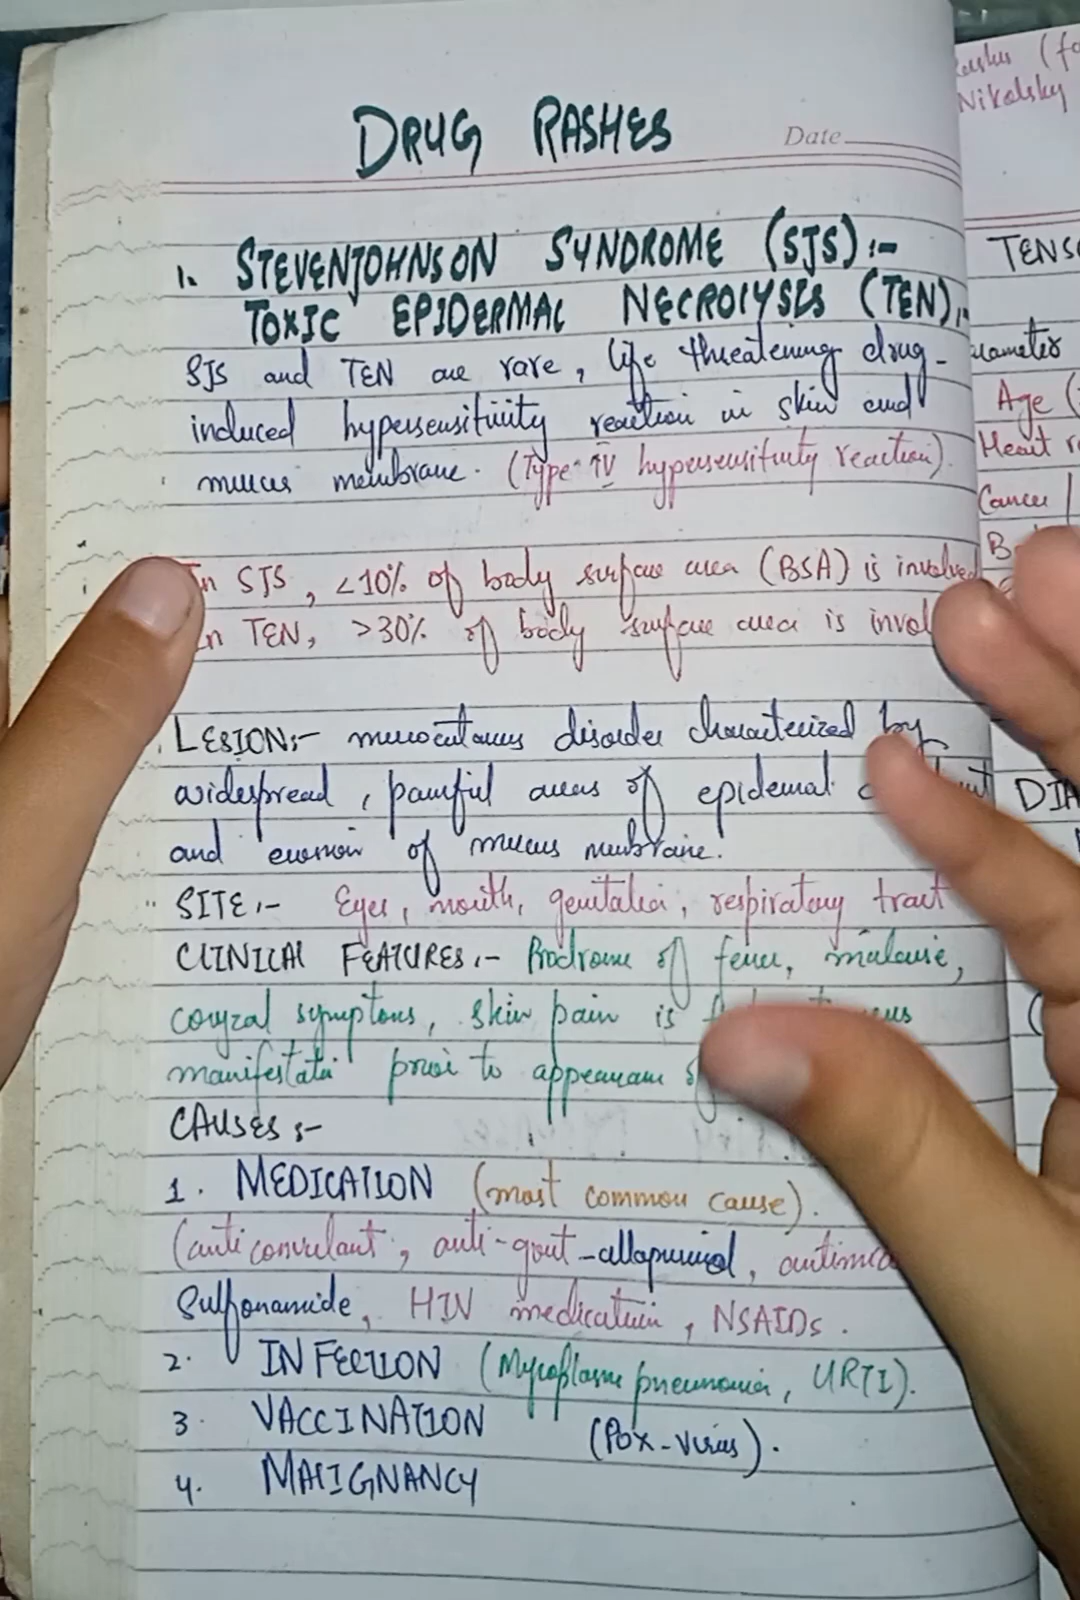 DRUG RASHES
Date
1. STEVENJOHNSON SYNDROME (SJS):-
TOXIC EPIDERMAL NECROLYSIS (TEN):-
SJS and TEN are rare, life threatening drug-
induced hypersensitivity reaction in skin and
mucus membrane. (Type-IV hypersensitivity reaction).
In SJS, <10% of body surface area (BSA) is involved
In TEN, >30% of body surface area is
LESION:- mucocutaneous disorder characterized by
widespread, painful areas of epidermal
and erosion of mucus membrane.
SITE:- Eyes, mouth, genitalia, respiratory tract
CLINICAL FEATURES:- Prodrome of fever, malaise,
coryzal symptoms, skin pain is
manifestati prior to appearance of
CAUSES:-
1. MEDICATION (most common cause).
(anticonvulant, anti-gout-allopurinol,
Sulfonamide, HIV medication, NSAIDs.
2. INFECTION (Mycoplasma pneumonia, URTI).
3. VACCINATION (Pox-virus).
4. MALIGNANCY
Nikolsky
Age
Heart
Cancer